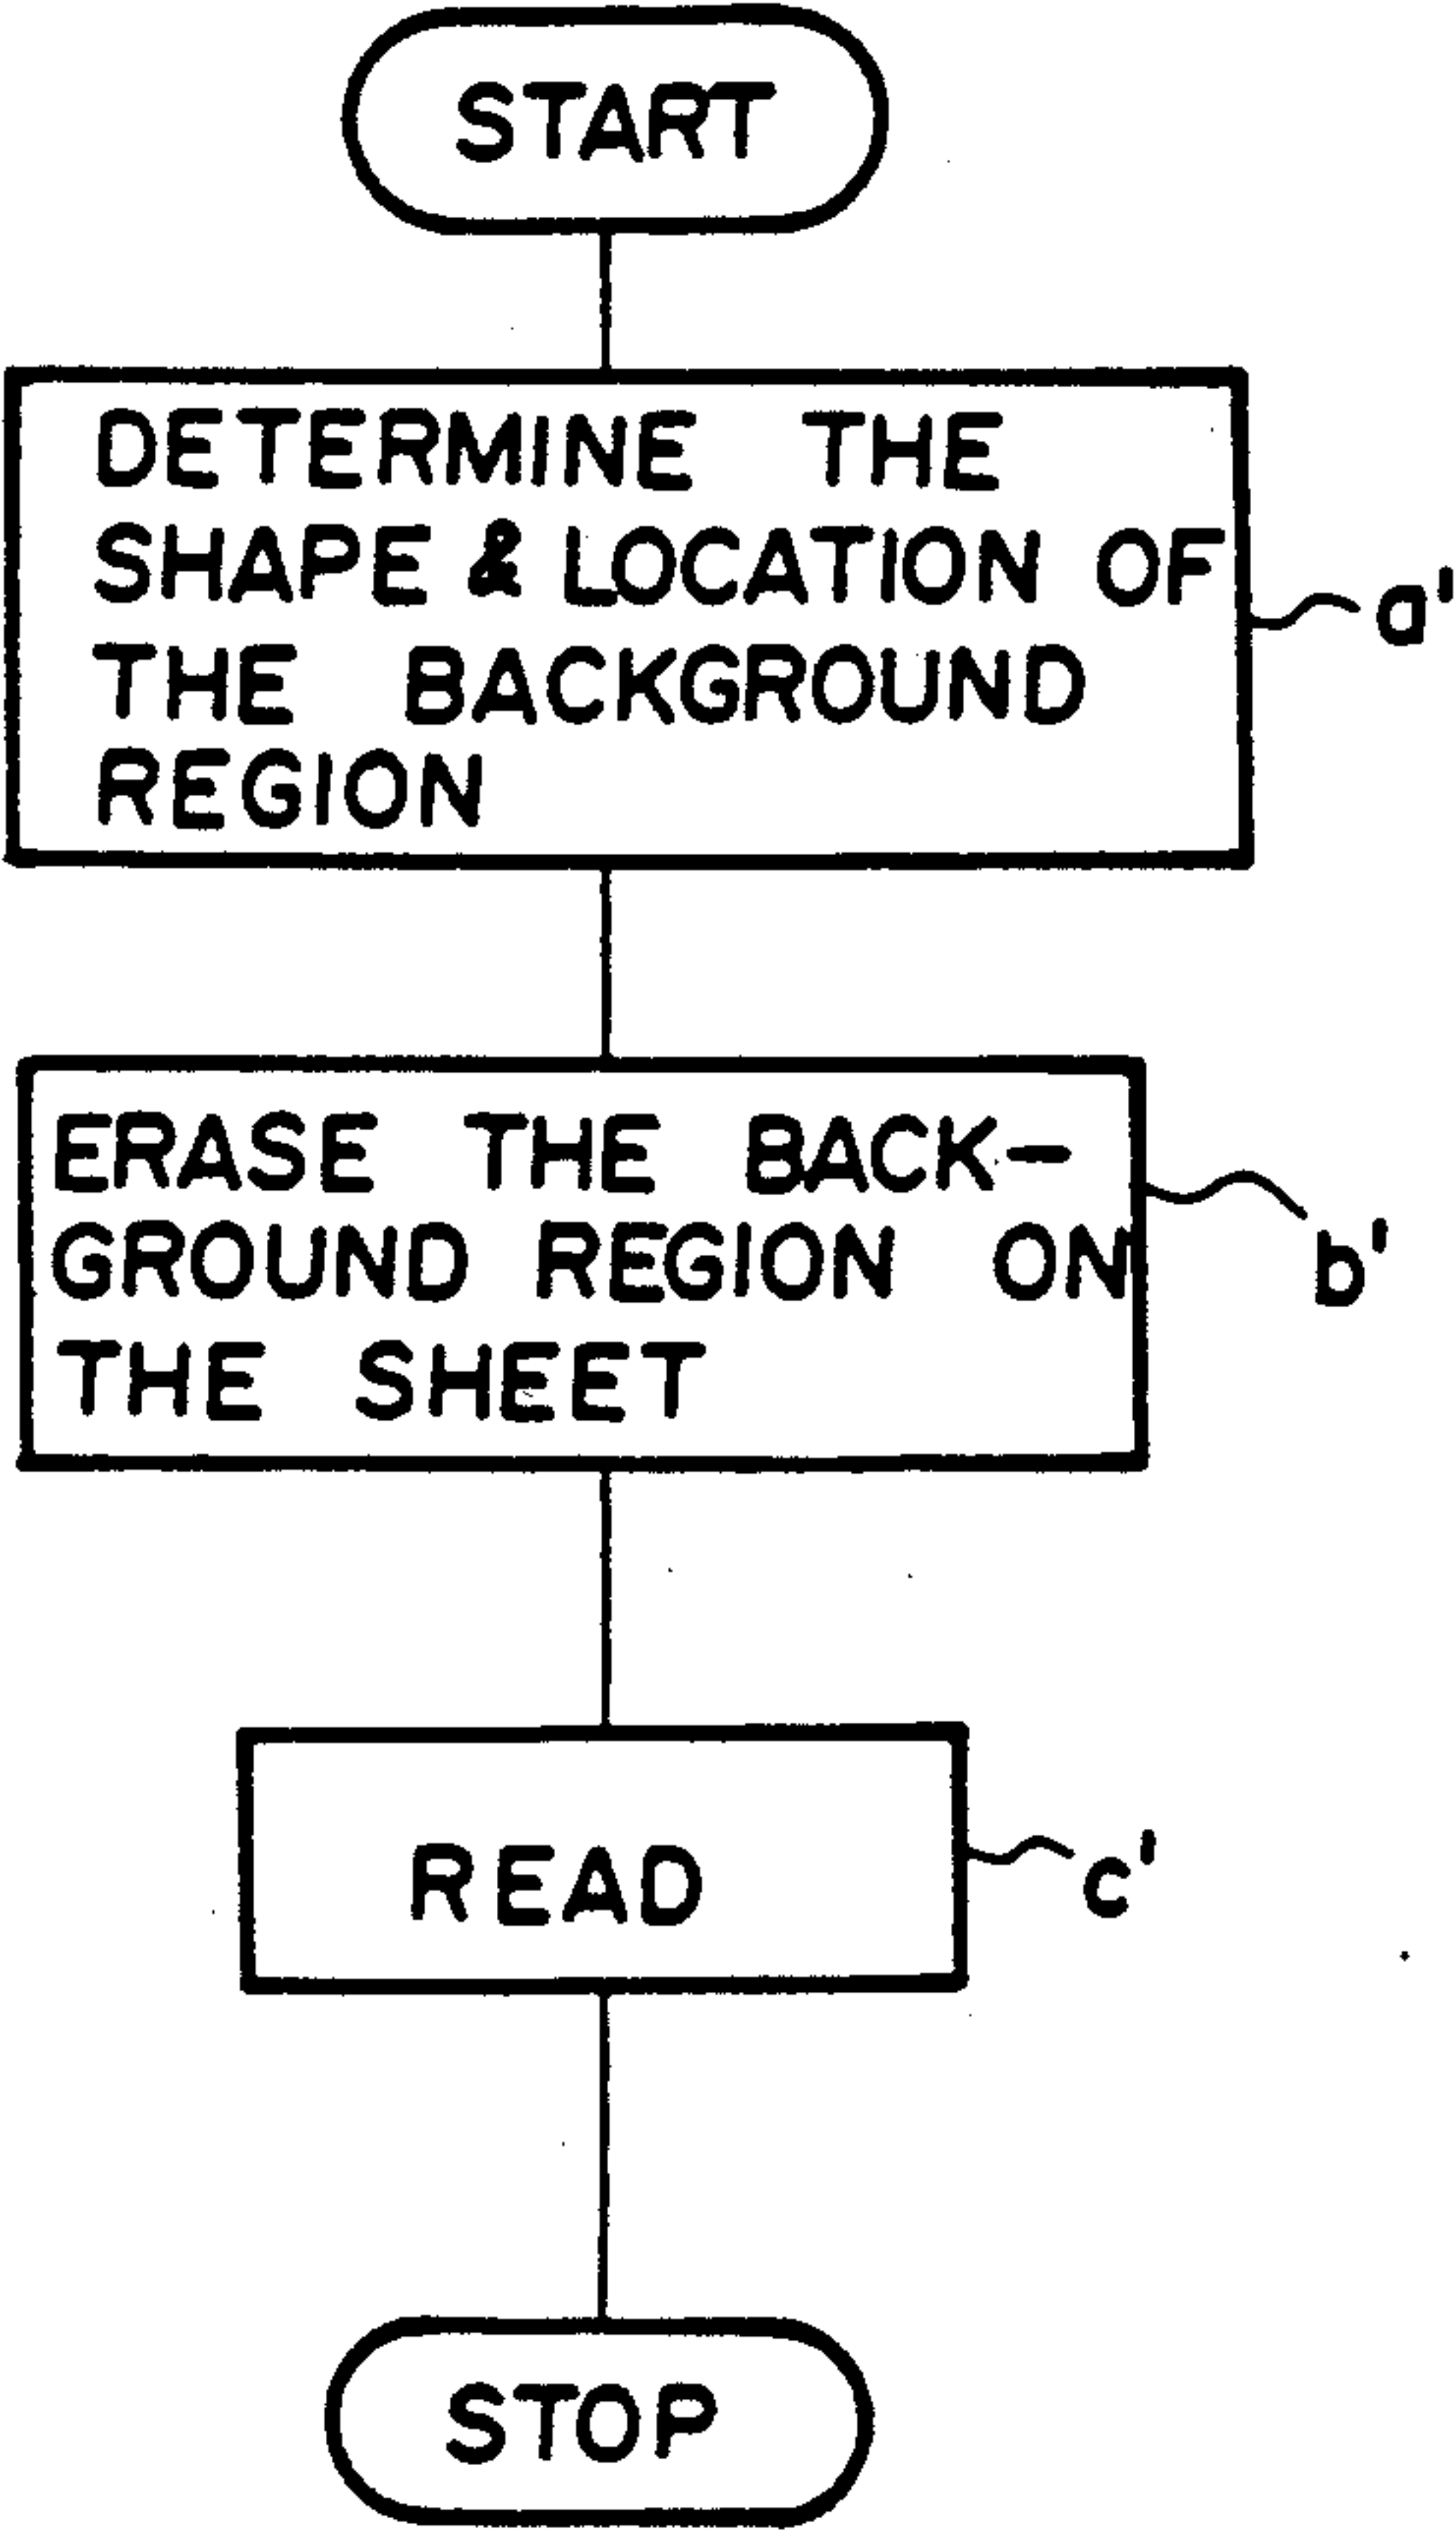 START
DETERMINE THE
SHAPE & LOCATION OF
THE BACKGROUND
REGION
a'
ERASE THE BACK-
GROUND REGION ON
THE SHEET
b'
READ
c'
STOP